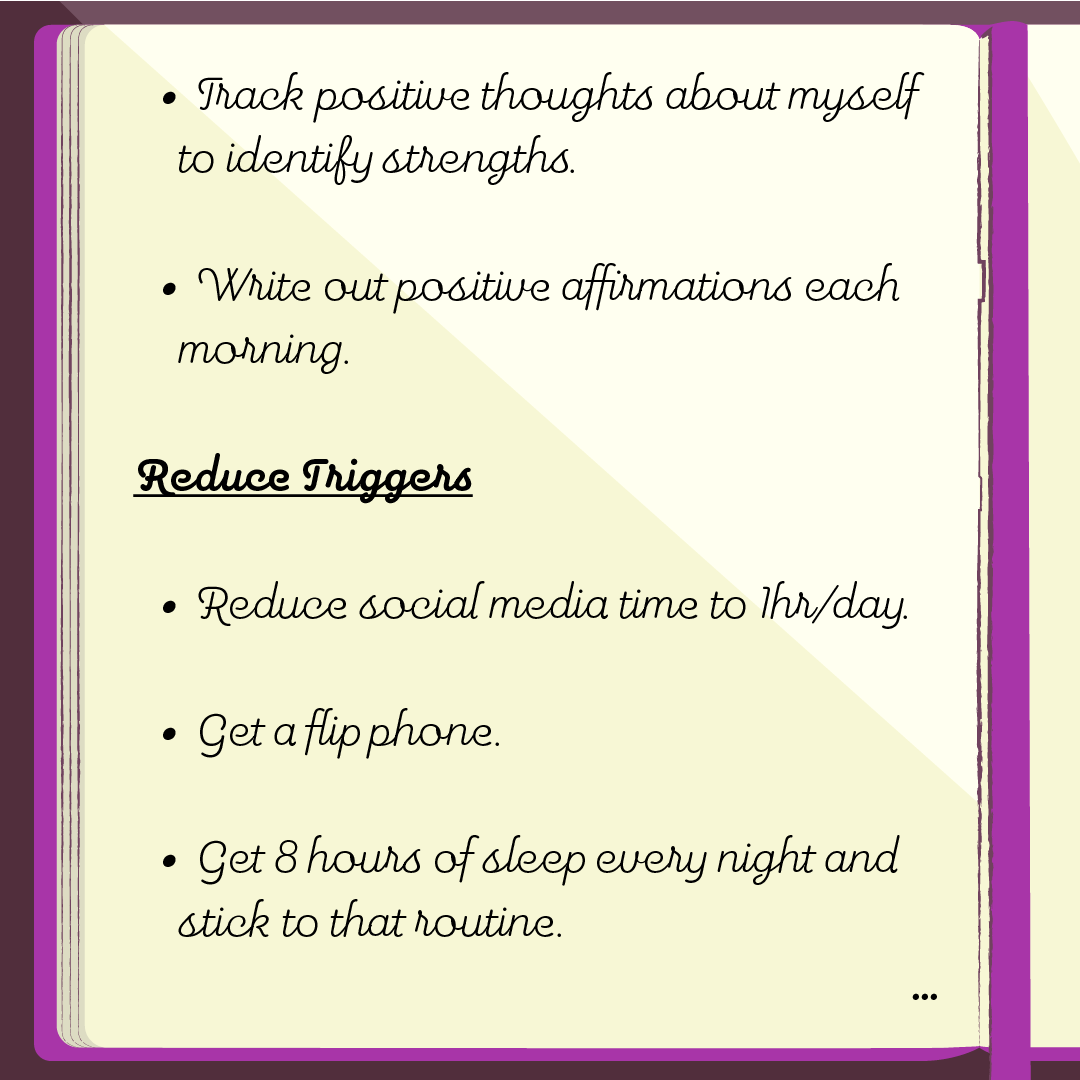 • Track positive thoughts about myself
to identify strengths.
• Write out positive affirmations each
morning.
Reduce Triggers
• Reduce social media time to 1hr/day.
• Get a flip phone.
• Get 8 hours of sleep every night and
stick to that routine.
...